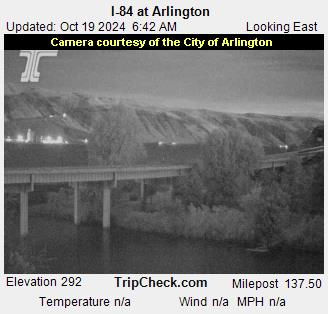 I-84 at Arlington
Updated: Oct 19 2024 6:42 AM Looking East
Camera courtesy of the City of Arlington
Elevation 292 TripCheck.com Milepost 137.50
Temperature n/a Wind n/a MPH n/a